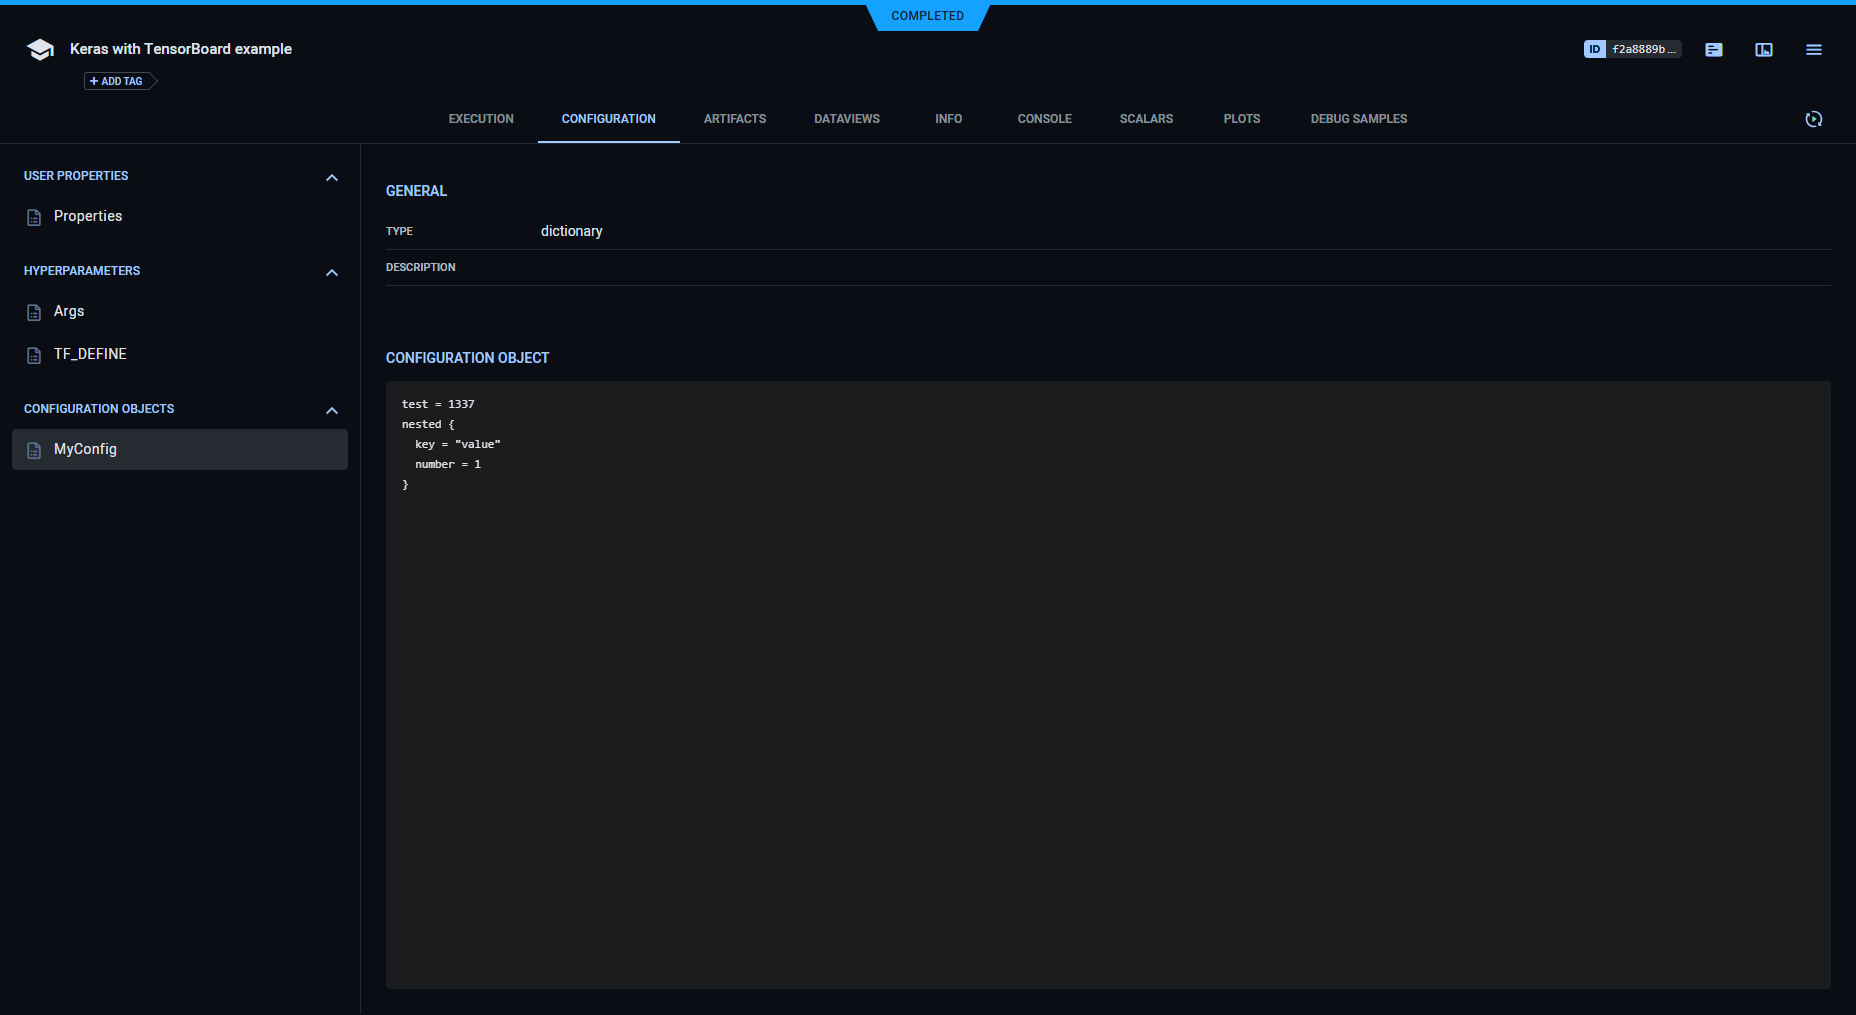 COMPLETED
Keras with TensorBoard example
ID f2a8889b...
+ ADD TAG
EXECUTION CONFIGURATION ARTIFACTS DATAVIEWS INFO CONSOLE SCALARS PLOTS DEBUG SAMPLES
USER PROPERTIES
Properties
HYPERPARAMETERS
Args
TF_DEFINE
CONFIGURATION OBJECTS
MyConfig
GENERAL
TYPE dictionary
DESCRIPTION
CONFIGURATION OBJECT
test = 1337
nested {
  key = "value"
  number = 1
}